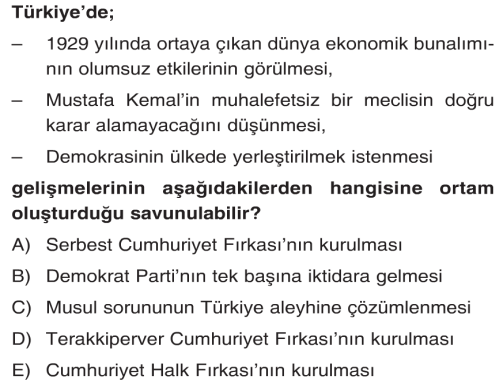 Türkiye’de;
– 1929 yılında ortaya çıkan dünya ekonomik bunalımı-
nın olumsuz etkilerinin görülmesi,
– Mustafa Kemal’in muhalefetsiz bir meclisin doğru
karar alamayacağını düşünmesi,
– Demokrasinin ülkede yerleştirilmek istenmesi
gelişmelerinin aşağıdakilerden hangisine ortam
oluşturduğu savunulabilir?
A) Serbest Cumhuriyet Fırkası’nın kurulması
B) Demokrat Parti’nın tek başına iktidara gelmesi
C) Musul sorununun Türkiye aleyhine çözümlenmesi
D) Terakkiperver Cumhuriyet Fırkası’nın kurulması
E) Cumhuriyet Halk Fırkası’nın kurulması